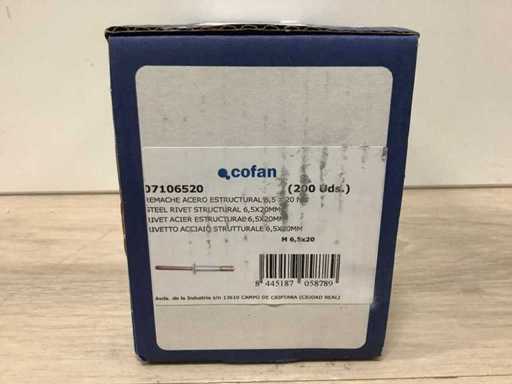 cofan
07106520 (200 Uds.)
REMACHE ACERO ESTRUCTURAL 6,5 x 20
STEEL RIVET STRUCTURAL 6,5X20MM
RIVET ACIER ESTRUCTURAL 6,5X20MM
RIVETTO ACCIAIO STRUTTURALE 6,5X20MM
H 6,5x20
8 445187 058789
Avda. de la Industria s/n 13610 CAMPO DE CRIPTANA (CIUDAD REAL)